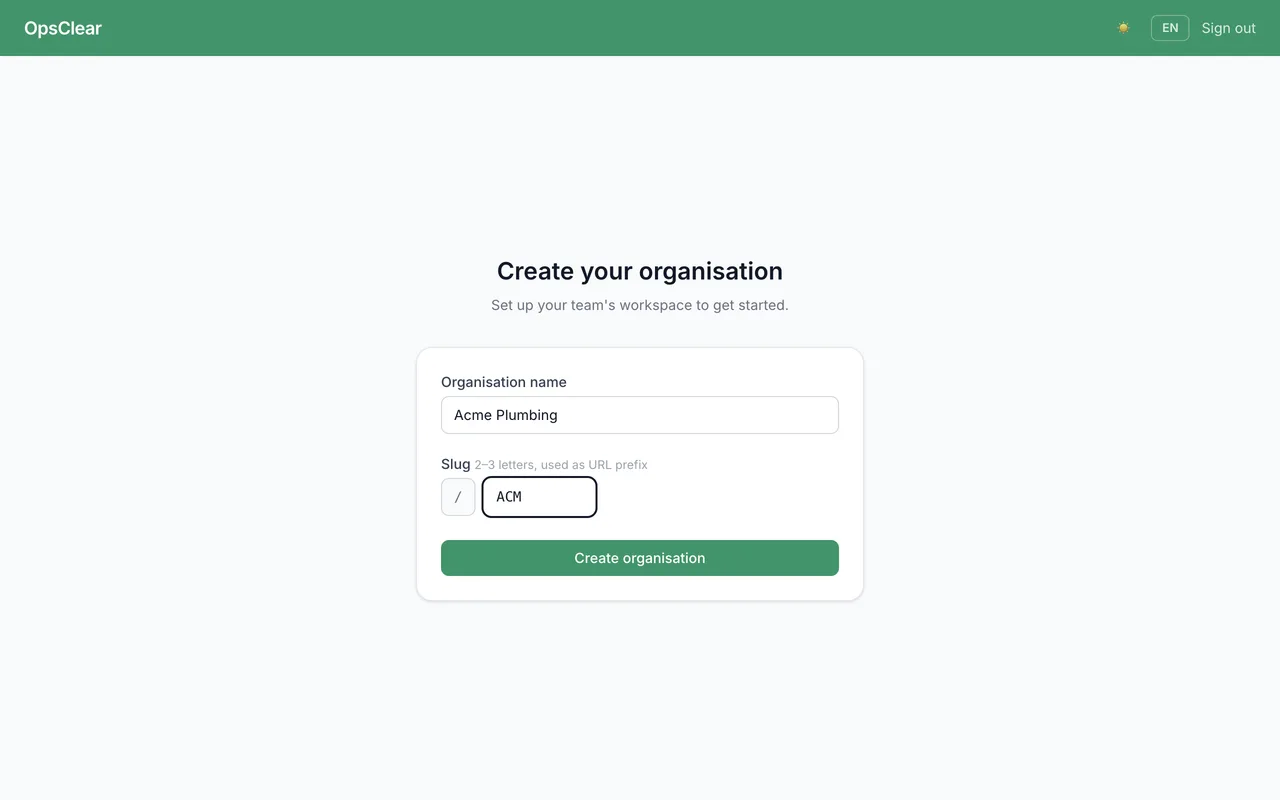 OpsClear
EN
Sign out
Create your organisation
Set up your team's workspace to get started.
Organisation name
Acme Plumbing
Slug 2–3 letters, used as URL prefix
/ ACM
Create organisation